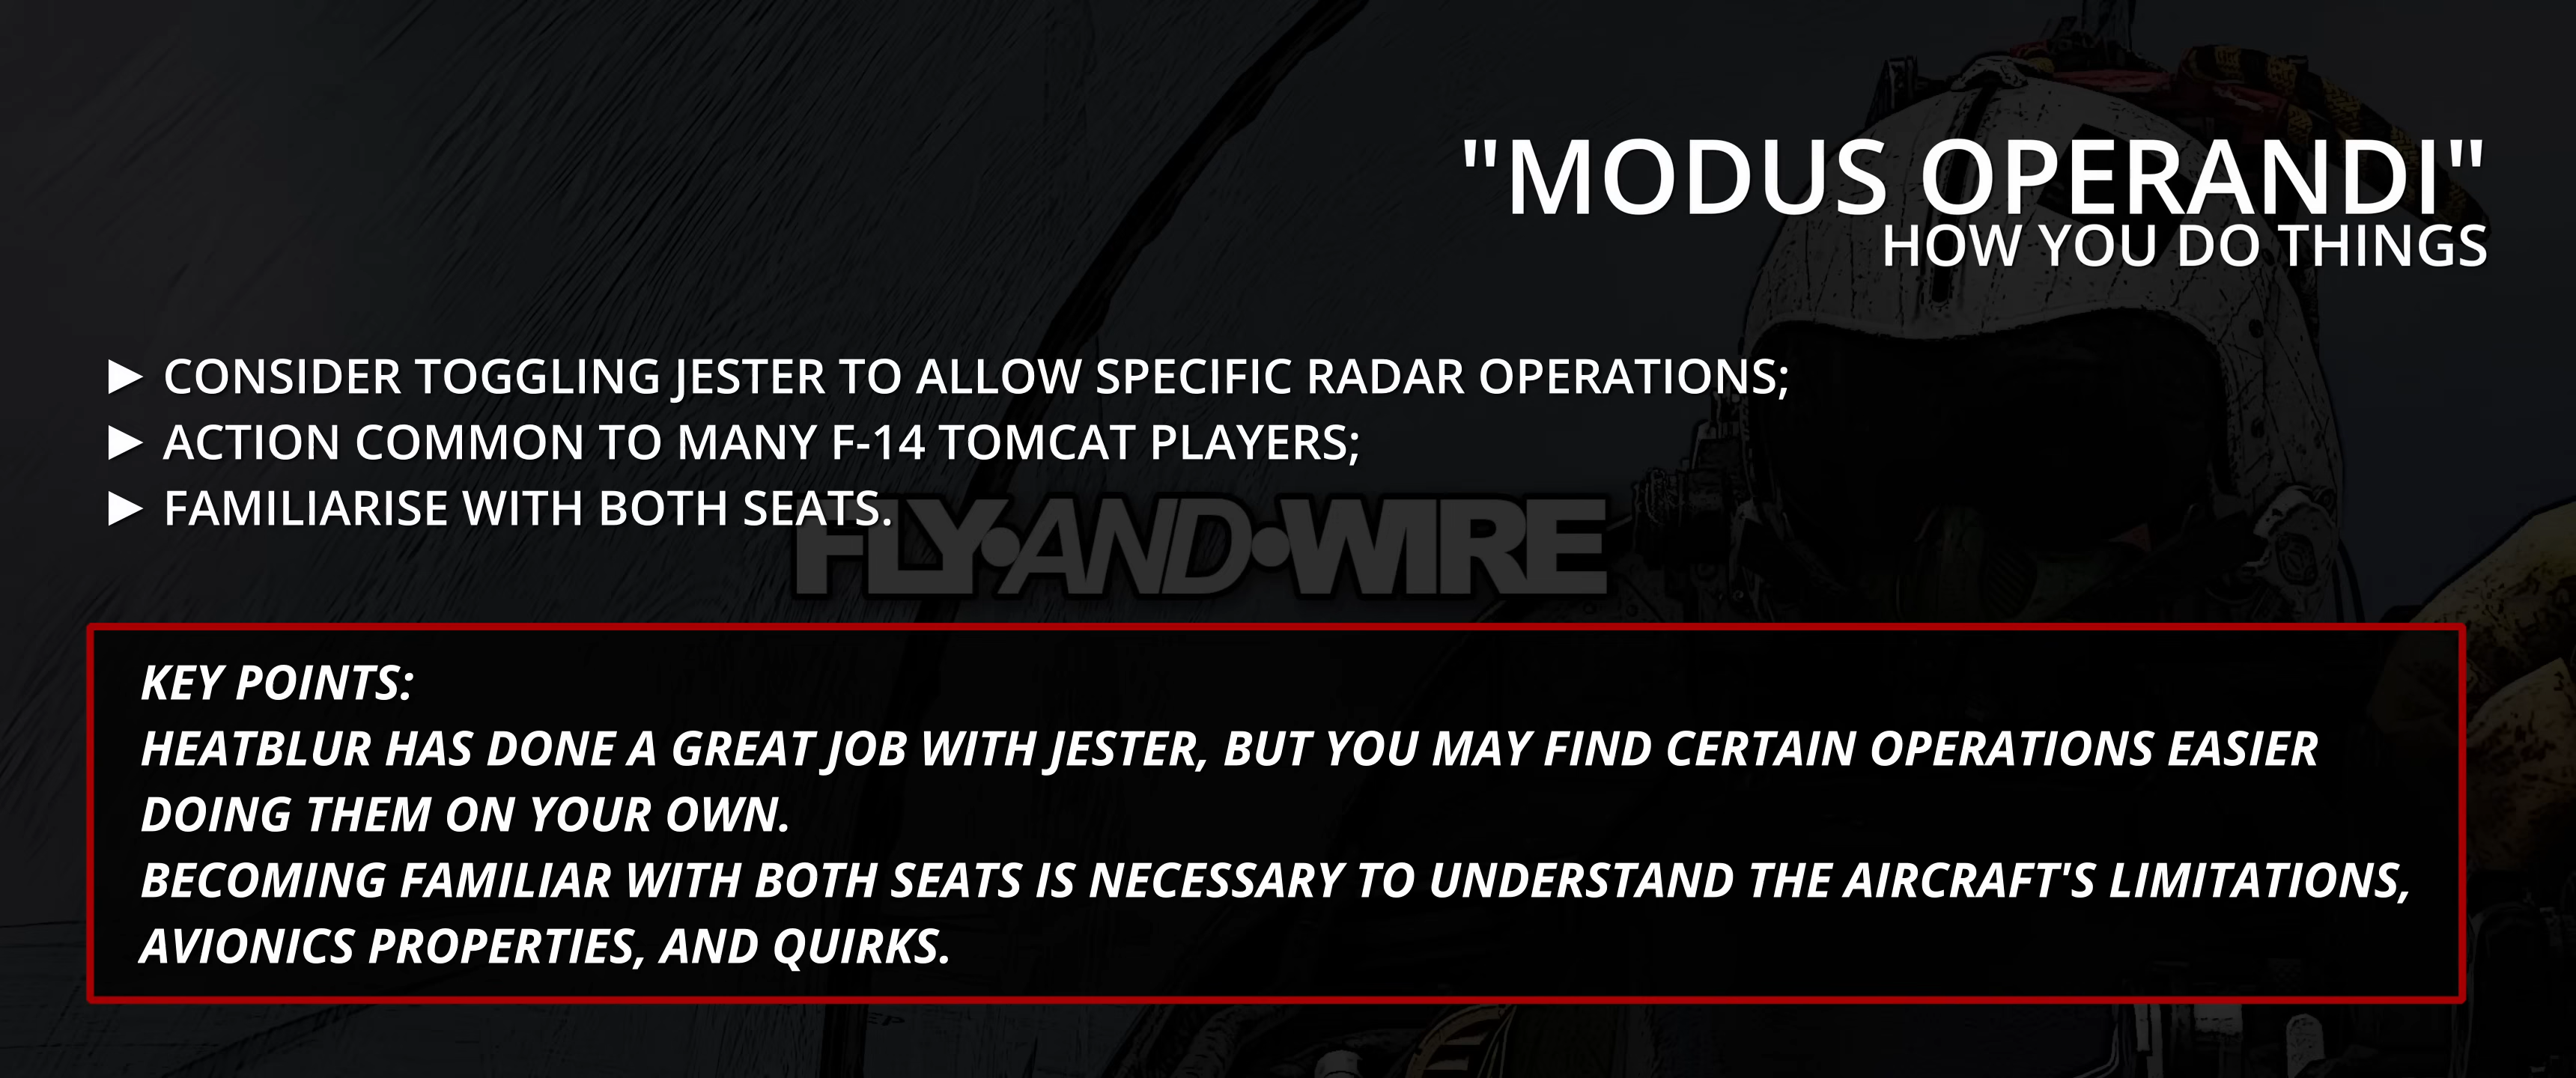 "MODUS OPERANDI"
HOW YOU DO THINGS
► CONSIDER TOGGLING JESTER TO ALLOW SPECIFIC RADAR OPERATIONS;
► ACTION COMMON TO MANY F-14 TOMCAT PLAYERS;
► FAMILIARISE WITH BOTH SEATS.
FLY•AND•WIRE
KEY POINTS:
HEATBLUR HAS DONE A GREAT JOB WITH JESTER, BUT YOU MAY FIND CERTAIN OPERATIONS EASIER
DOING THEM ON YOUR OWN.
BECOMING FAMILIAR WITH BOTH SEATS IS NECESSARY TO UNDERSTAND THE AIRCRAFT'S LIMITATIONS,
AVIONICS PROPERTIES, AND QUIRKS.